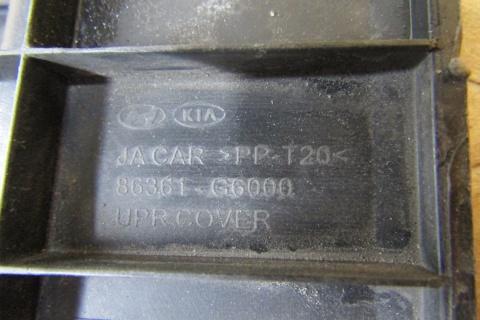 KIA
JA CAR >PP-T20<
86361-G6000
UPR COVER